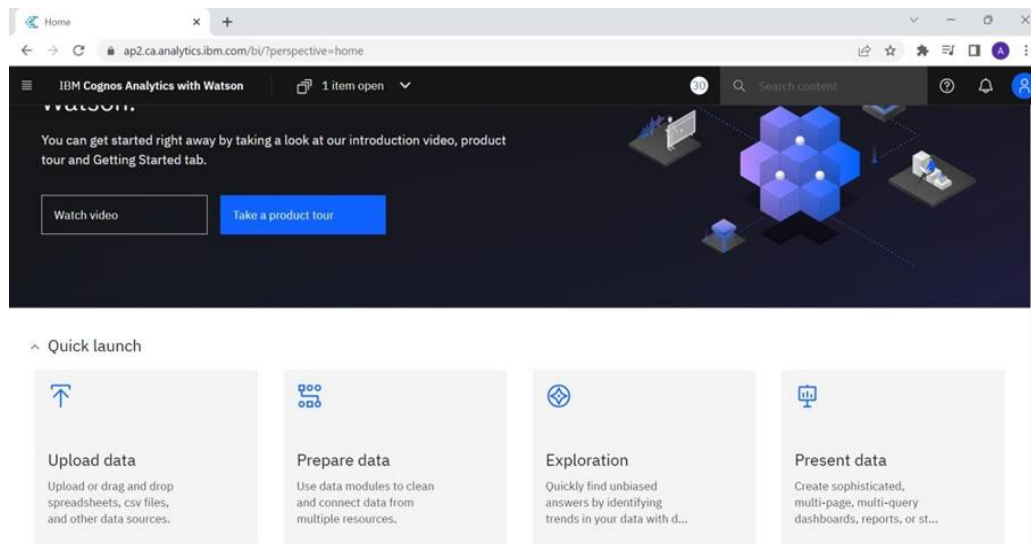 Home
ap2.ca.analytics.ibm.com/bi/?perspective=home
A
IBM Cognos Analytics with Watson
1 item open
30
Search content
Watson.
You can get started right away by taking a look at our introduction video, product
tour and Getting Started tab.
Watch video
Take a product tour
Quick launch
Upload data
Upload or drag and drop
spreadsheets, csv files,
and other data sources.
Prepare data
Use data modules to clean
and connect data from
multiple resources.
Exploration
Quickly find unbiased
answers by identifying
trends in your data with d...
Present data
Create sophisticated,
multi-page, multi-query
dashboards, reports, or st...